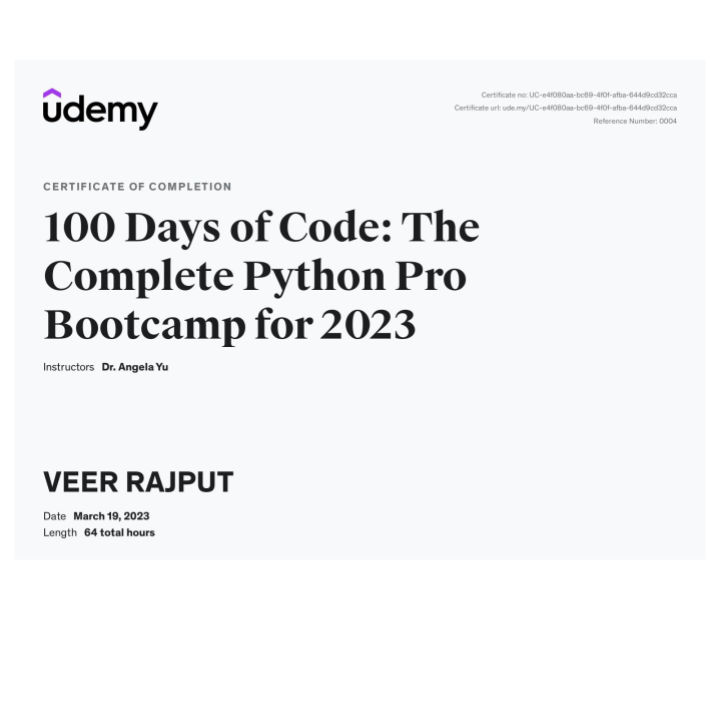 udemy
Certificate no: UC-e4f080aa-bc69-4f0f-afba-644d9cd32cca
Certificate url: ude.my/UC-e4f080aa-bc69-4f0f-afba-644d9cd32cca
Reference Number: 0004
CERTIFICATE OF COMPLETION
100 Days of Code: The
Complete Python Pro
Bootcamp for 2023
Instructors Dr. Angela Yu
VEER RAJPUT
Date March 19, 2023
Length 64 total hours